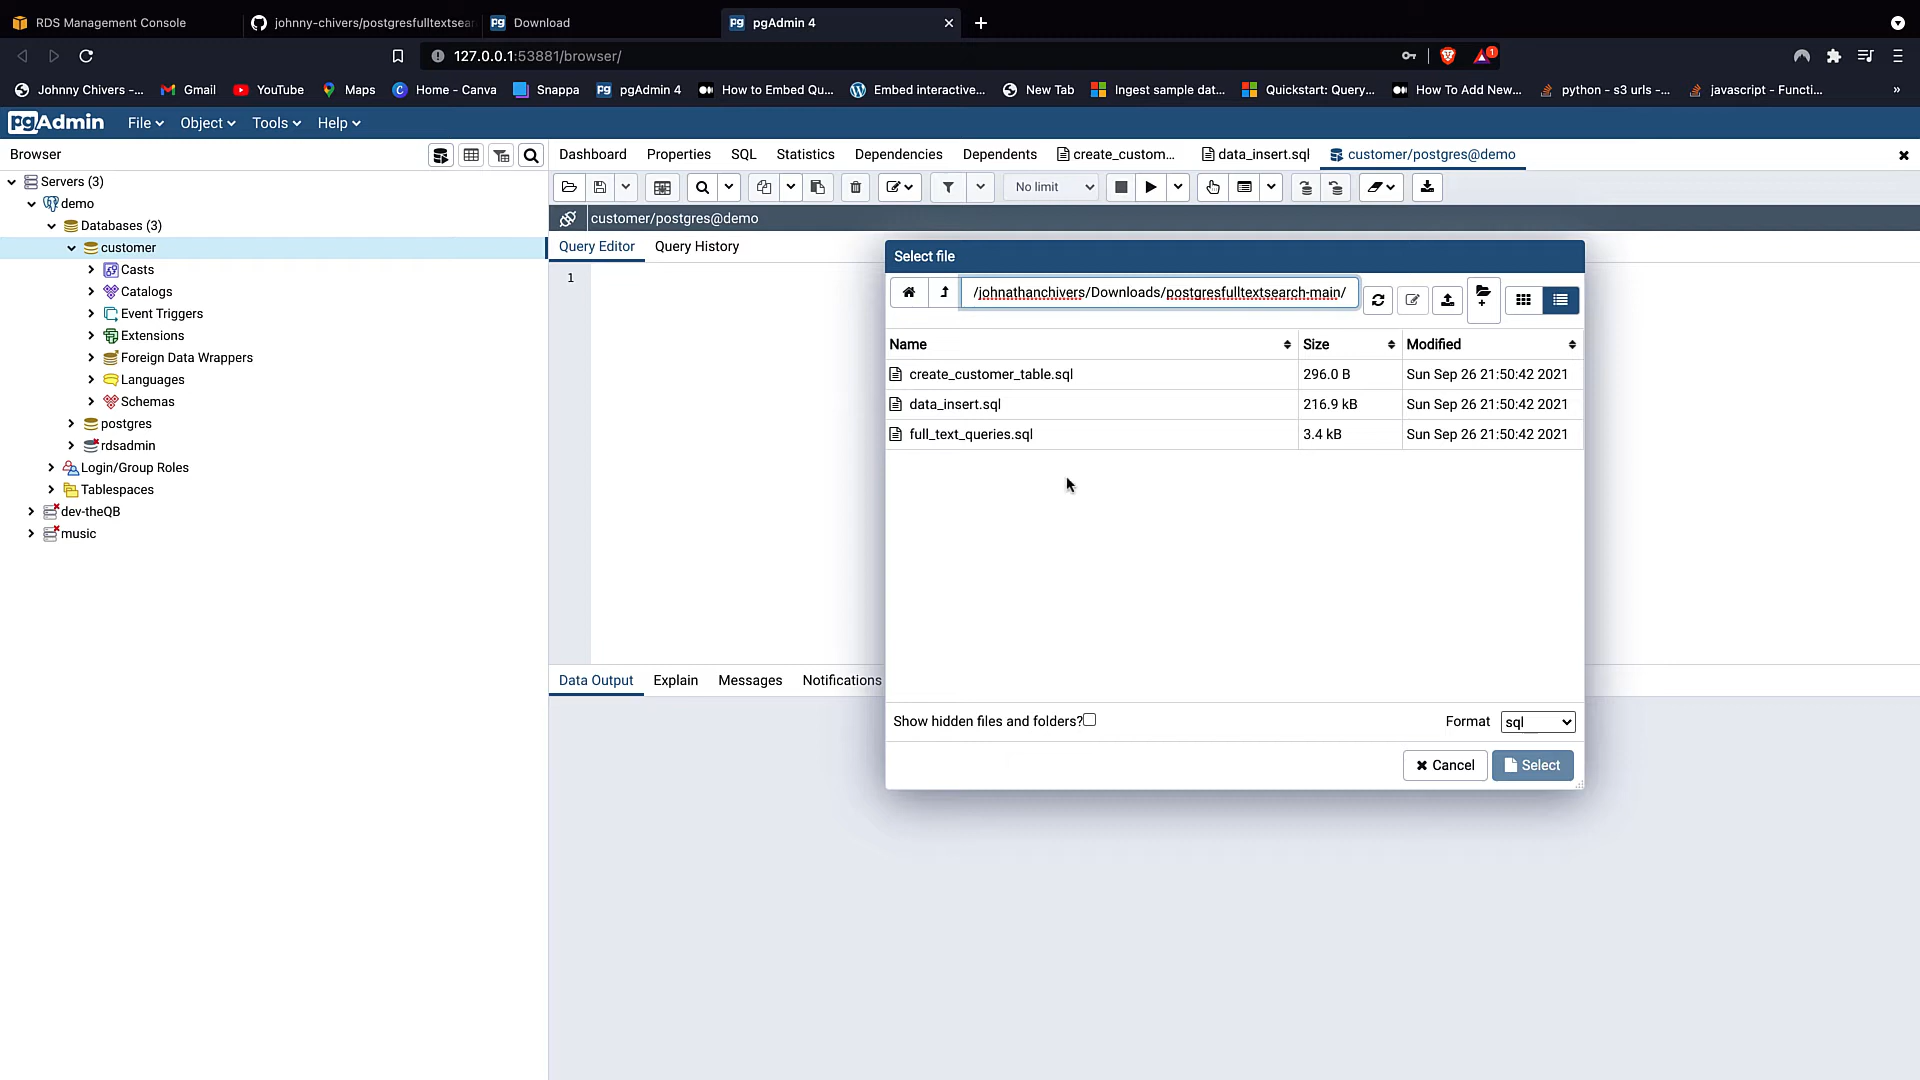 RDS Management Console
johnny-chivers/postgresfulltextsear
Download
pgAdmin 4
127.0.0.1:53881/browser/
1
Johnny Chivers -...
Gmail
YouTube
Maps
Home - Canva
Snappa
pgAdmin 4
How to Embed Qu...
Embed interactive...
New Tab
Ingest sample dat...
Quickstart: Query...
How To Add New...
python - s3 urls -...
javascript - Functi...
»
pgAdmin
File
Object
Tools
Help
Browser
Dashboard
Properties
SQL
Statistics
Dependencies
Dependents
create_custom...
data_insert.sql
customer/postgres@demo
Servers (3)
demo
Databases (3)
customer
Casts
Catalogs
Event Triggers
Extensions
Foreign Data Wrappers
Languages
Schemas
postgres
rdsadmin
Login/Group Roles
Tablespaces
dev-theQB
music
No limit
customer/postgres@demo
Query Editor
Query History
1
Select file
/johnathanchivers/Downloads/postgresfulltextsearch-main/
Name Size Modified
create_customer_table.sql 296.0 B Sun Sep 26 21:50:42 2021
data_insert.sql 216.9 kB Sun Sep 26 21:50:42 2021
full_text_queries.sql 3.4 kB Sun Sep 26 21:50:42 2021
Show hidden files and folders?
Format sql
Cancel
Select
Data Output
Explain
Messages
Notifications